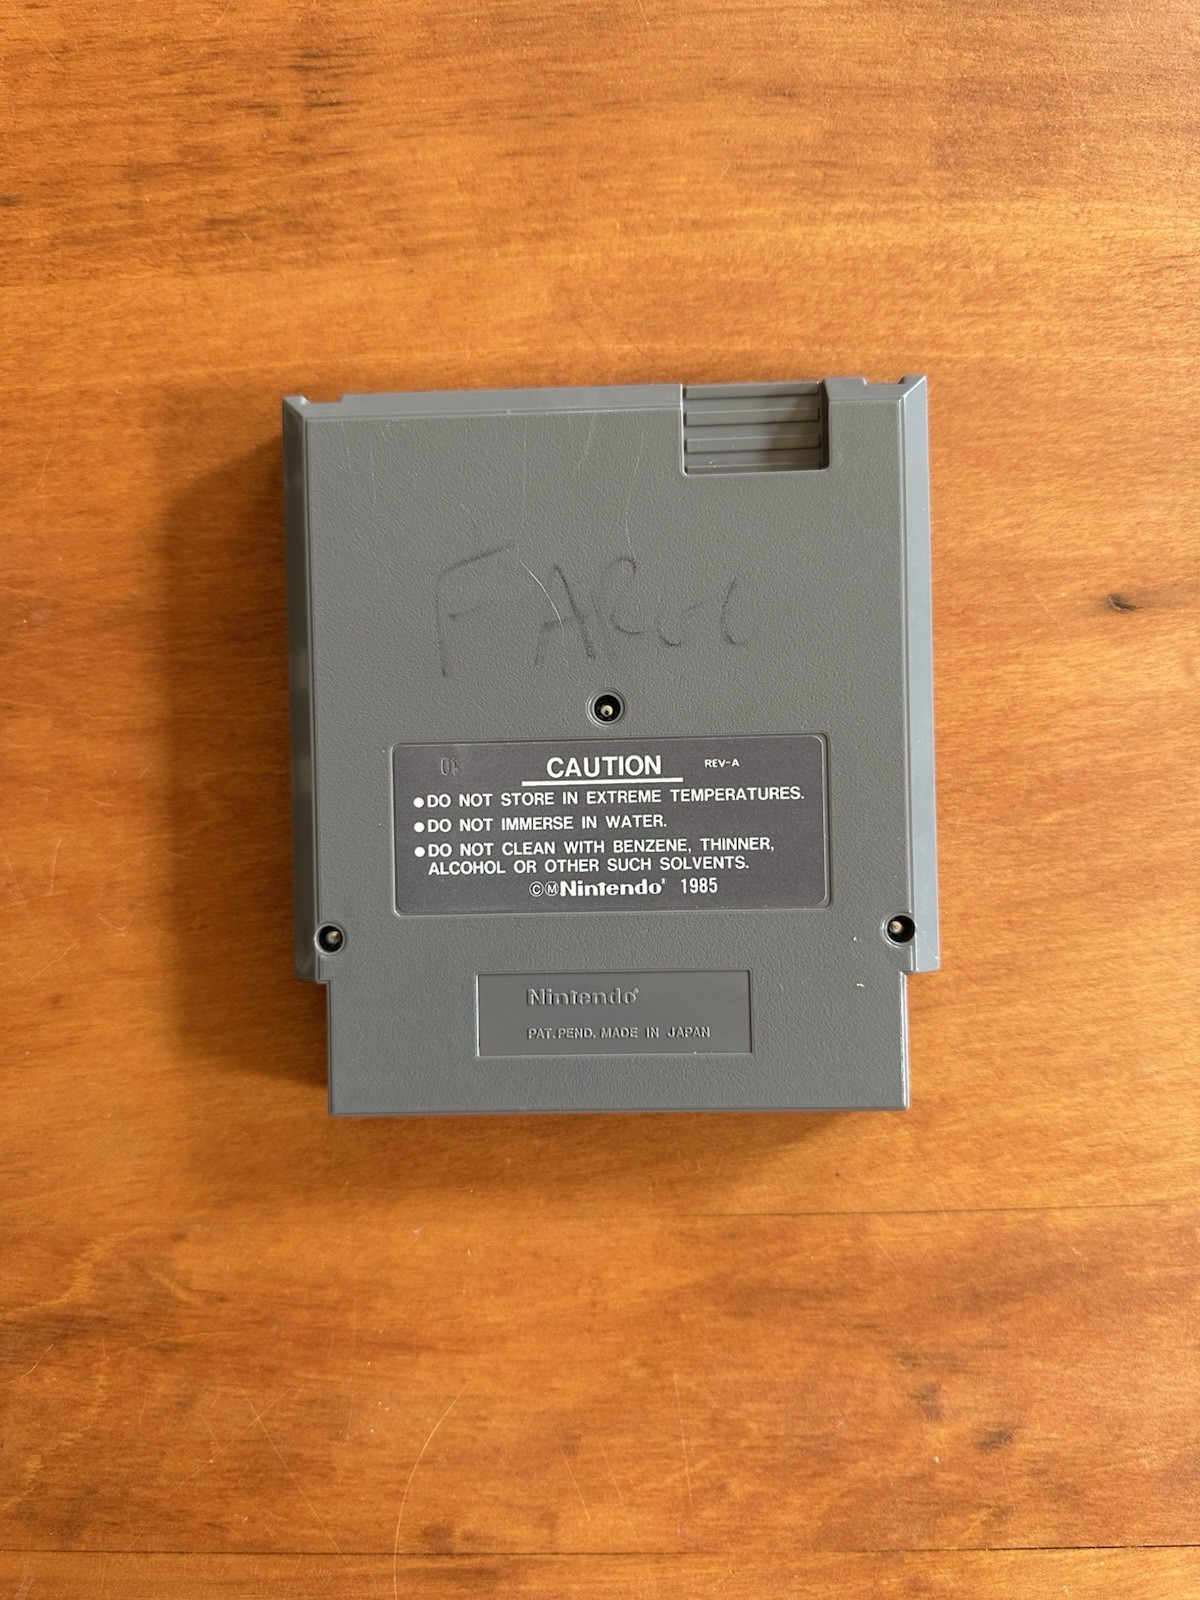 CAUTION REV-A
●DO NOT STORE IN EXTREME TEMPERATURES.
●DO NOT IMMERSE IN WATER.
●DO NOT CLEAN WITH BENZENE, THINNER,
ALCOHOL OR OTHER SUCH SOLVENTS.
©ⓂNintendo® 1985
Nintendo®
PAT. PEND. MADE IN JAPAN